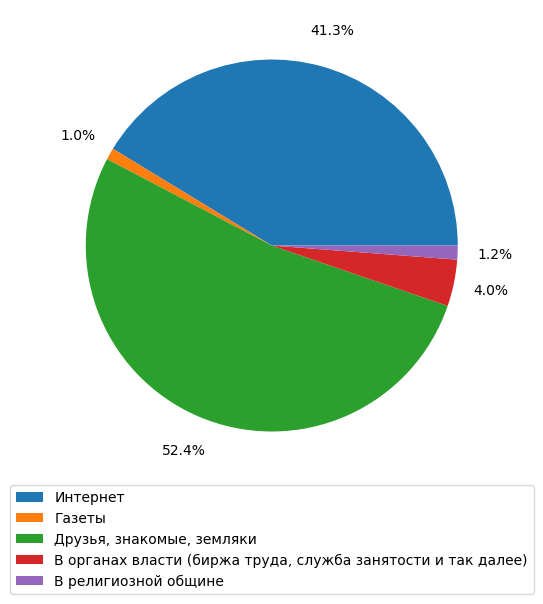 41.3%
1.0%
1.2%
4.0%
52.4%
Интернет
Газеты
Друзья, знакомые, земляки
В органах власти (биржа труда, служба занятости и так далее)
В религиозной общине